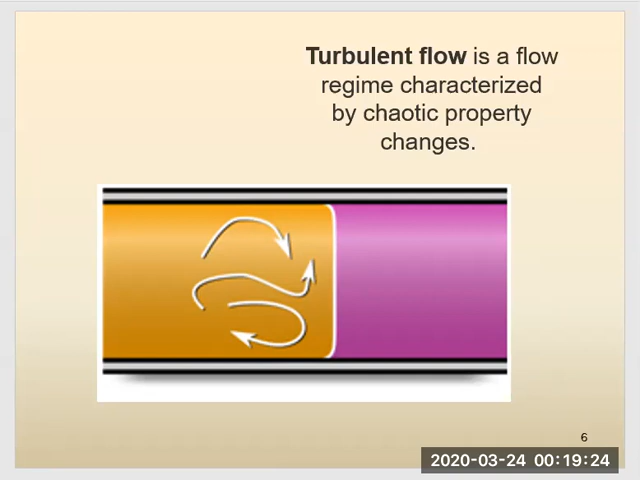 Turbulent flow is a flow
regime characterized
by chaotic property
changes.
6
2020-03-24 00:19:24